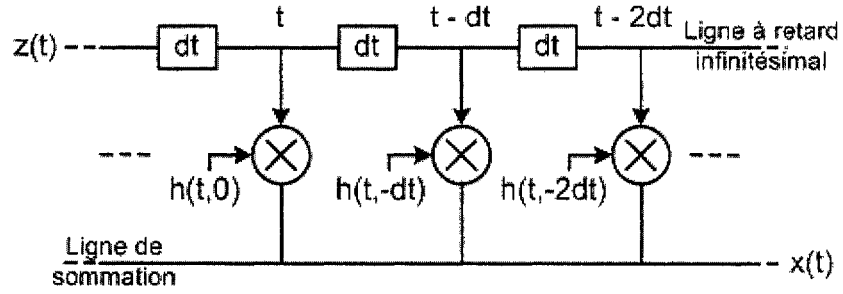 t
t - dt
t - 2dt
Ligne à retard
infinitésimal
z(t)
dt
dt
dt
h(t,0)
h(t,-dt)
h(t,-2dt)
Ligne de
sommation
x(t)